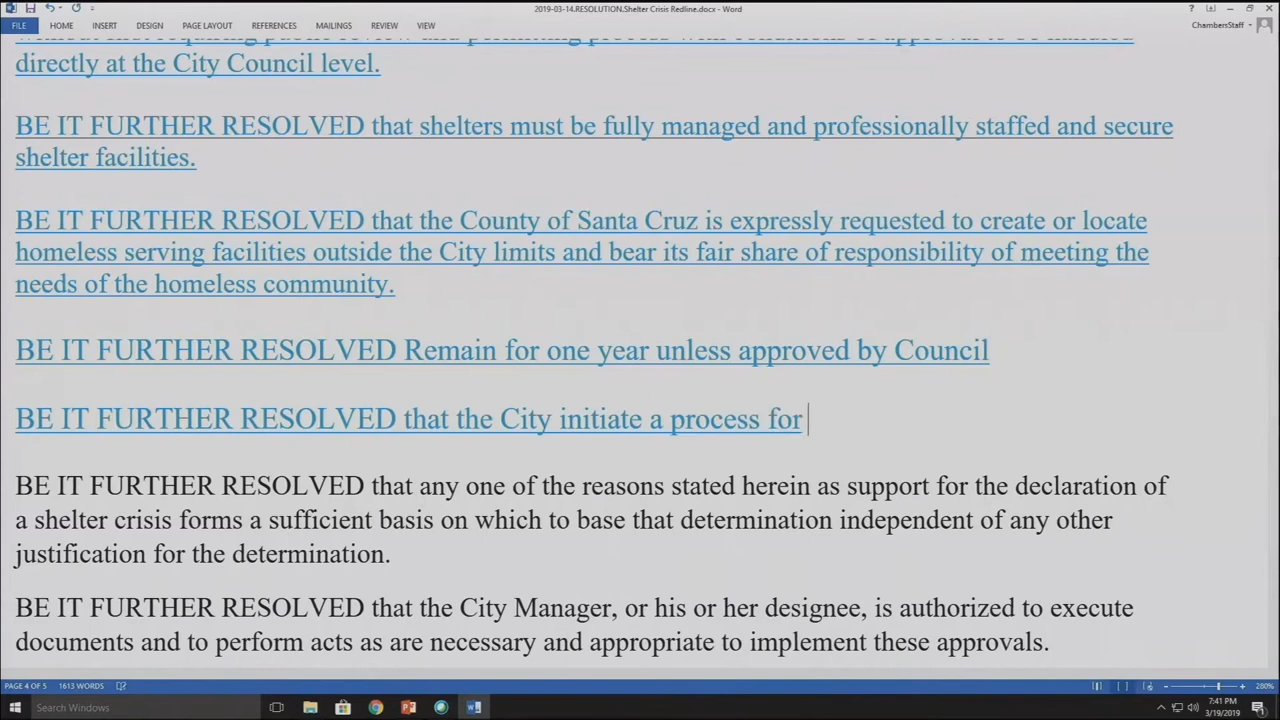 2019-03-14.RESOLUTION.Shelter Crisis Redline.docx - Word
FILE HOME INSERT DESIGN PAGE LAYOUT REFERENCES MAILINGS REVIEW VIEW ChambersStaff
directly at the City Council level.
BE IT FURTHER RESOLVED that shelters must be fully managed and professionally staffed and secure
shelter facilities.
BE IT FURTHER RESOLVED that the County of Santa Cruz is expressly requested to create or locate
homeless serving facilities outside the City limits and bear its fair share of responsibility of meeting the
needs of the homeless community.
BE IT FURTHER RESOLVED Remain for one year unless approved by Council
BE IT FURTHER RESOLVED that the City initiate a process for
BE IT FURTHER RESOLVED that any one of the reasons stated herein as support for the declaration of
a shelter crisis forms a sufficient basis on which to base that determination independent of any other
justification for the determination.
BE IT FURTHER RESOLVED that the City Manager, or his or her designee, is authorized to execute
documents and to perform acts as are necessary and appropriate to implement these approvals.
PAGE 4 OF 5 1613 WORDS 280%
Search Windows 7:41 PM
3/19/2019